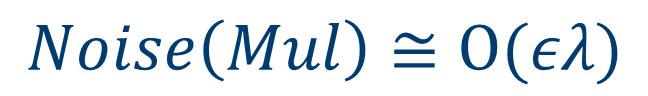 Noise(Mul) ≅ O(ϵλ)